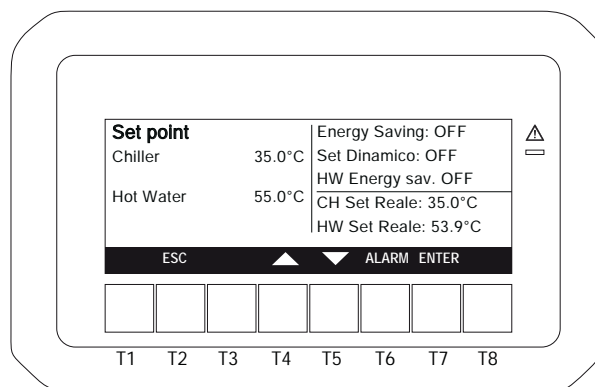 Set point
Chiller 35.0°C
Hot Water 55.0°C
Energy Saving: OFF
Set Dinamico: OFF
HW Energy sav. OFF
CH Set Reale: 35.0°C
HW Set Reale: 53.9°C
ESC ALARM ENTER
T1 T2 T3 T4 T5 T6 T7 T8